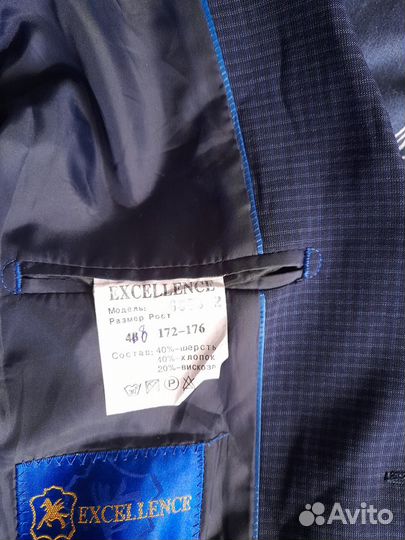 EXCELLENCE
Модель:
Размер Рост
48 172-176
Состав: 40%-шерсть
40%-хлопок
20%-вискоза
EXCELLENCE
Avito